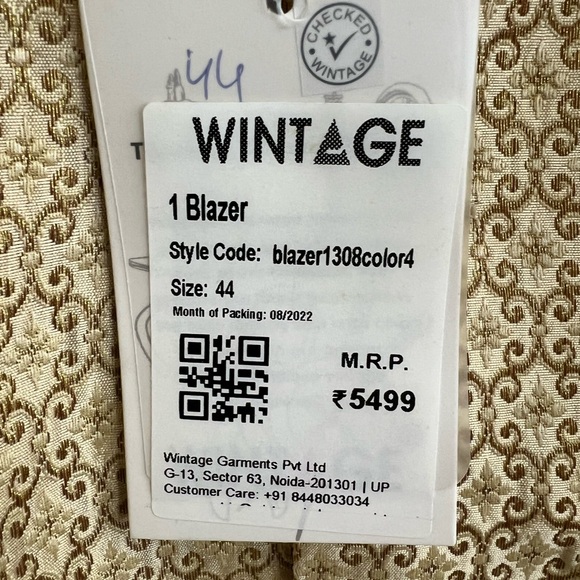 CHECKED
WINTAGE
44
WINTAGE
1 Blazer
Style Code: blazer1308color4
Size: 44
Month of Packing: 08/2022
M.R.P.
₹5499
Wintage Garments Pvt Ltd
G-13, Sector 63, Noida-201301 | UP
Customer Care: +91 8448033034